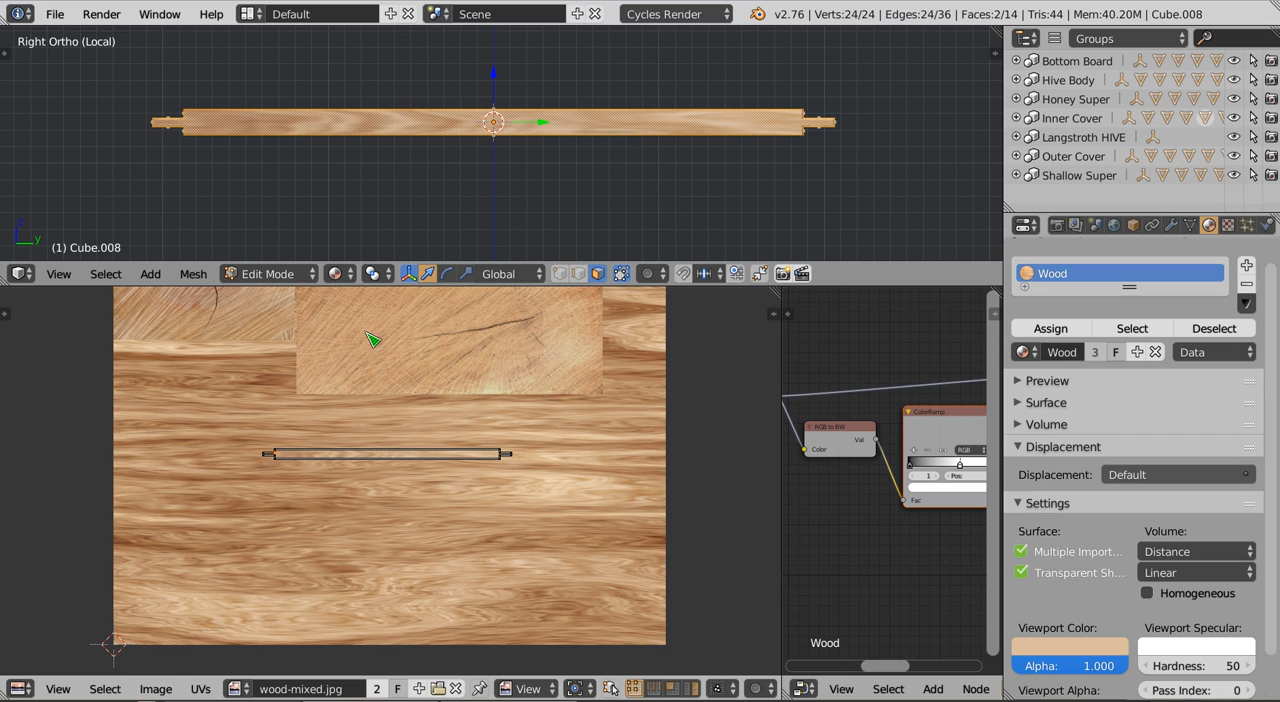 File Render Window Help Default Scene Cycles Render v2.76 | Verts:24/24 | Edges:24/36 | Faces:2/14 | Tris:44 | Mem:40.20M | Cube.008
Right Ortho (Local)
z
y
(1) Cube.008
View Select Add Mesh Edit Mode Global
Groups
Bottom Board
Hive Body
Honey Super
Inner Cover
Langstroth HIVE
Outer Cover
Shallow Super
Wood
Assign Select Deselect
Wood 3 F Data
Preview
Surface
Volume
Displacement
Displacement: Default
Settings
Surface: Volume:
Multiple Import... Distance
Transparent Sh... Linear
Homogeneous
Viewport Color: Viewport Specular:
Alpha: 1.000 Hardness: 50
Viewport Alpha: Pass Index: 0
RGB to BW
Val
Color
ColorRamp
RGB
1 Pos:
Fac
Wood
View Select Image UVs wood-mixed.jpg 2 F View
View Select Add Node